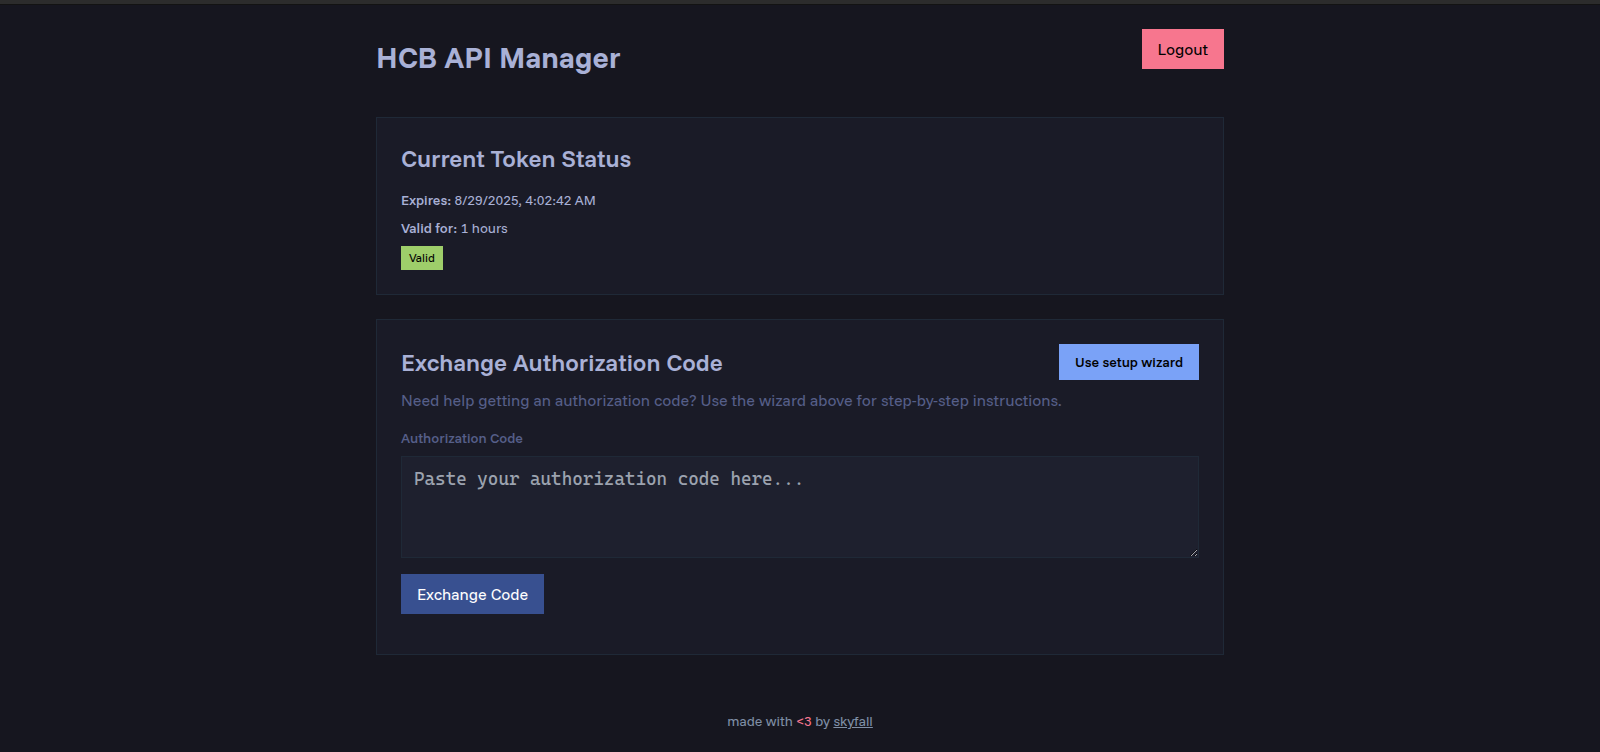 HCB API Manager
Logout
Current Token Status
Expires: 8/29/2025, 4:02:42 AM
Valid for: 1 hours
Valid
Exchange Authorization Code
Use setup wizard
Need help getting an authorization code? Use the wizard above for step-by-step instructions.
Authorization Code
Paste your authorization code here...
Exchange Code
made with <3 by skyfall